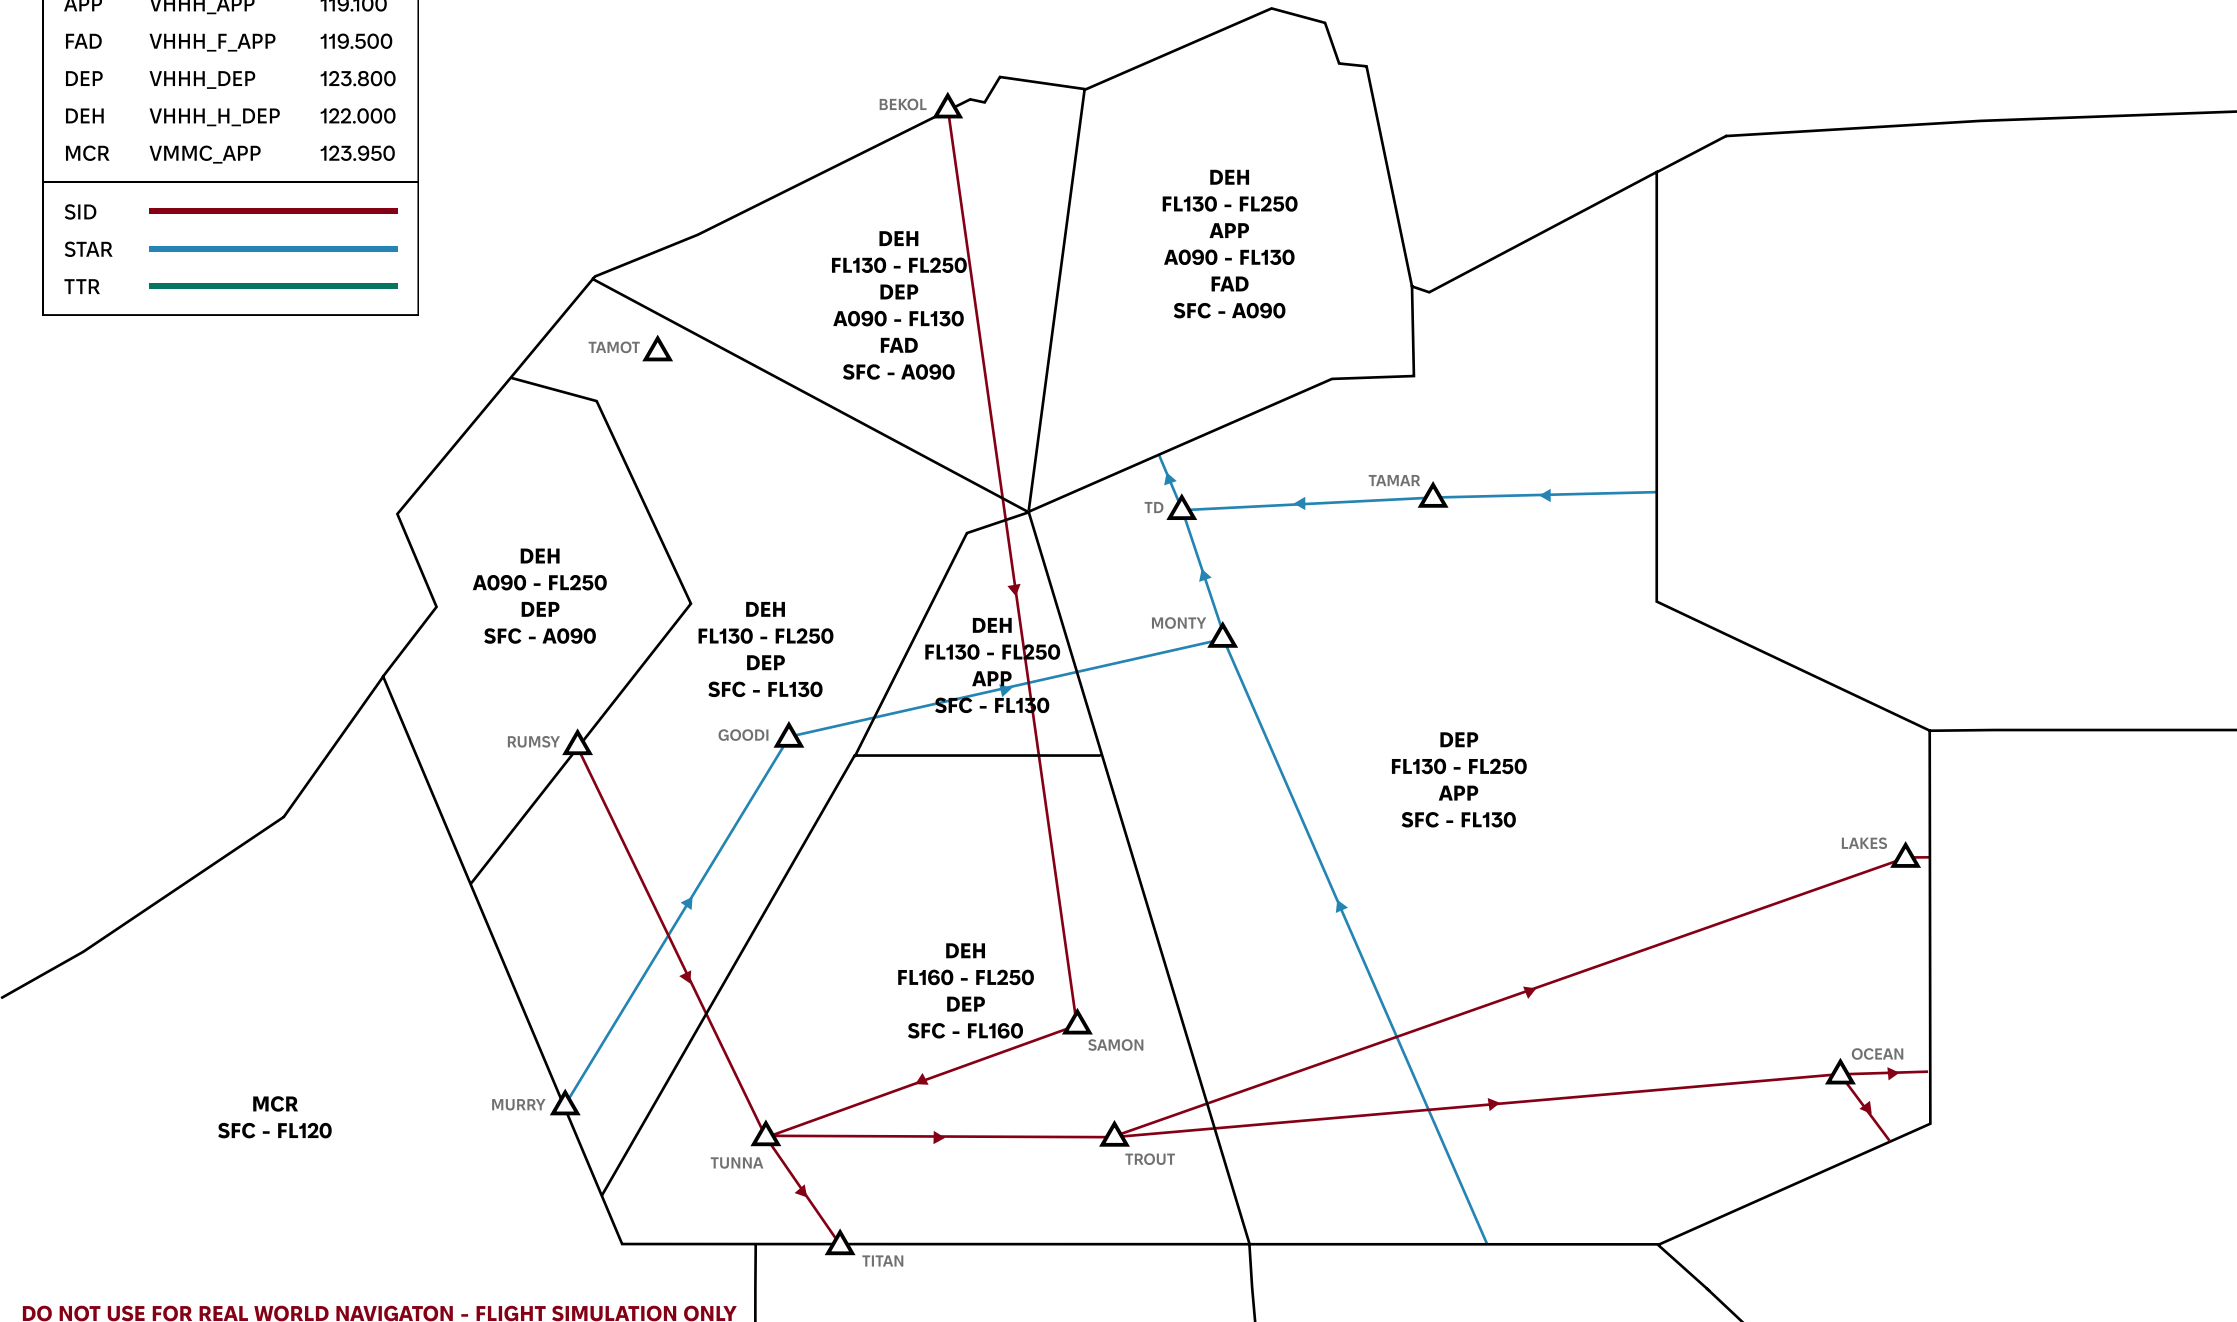 APP VHHH_APP 119.100
FAD VHHH_F_APP 119.500
DEP VHHH_DEP 123.800
DEH VHHH_H_DEP 122.000
MCR VMMC_APP 123.950
SID
STAR
TTR
BEKOL
DEH
FL130 - FL250
APP
A090 - FL130
FAD
SFC - A090
DEH
FL130 - FL250
DEP
A090 - FL130
FAD
SFC - A090
TAMOT
TAMAR
TD
DEH
A090 - FL250
DEP
SFC - A090
DEH
FL130 - FL250
DEP
SFC - FL130
DEH
FL130 - FL250
APP
SFC - FL130
MONTY
RUMSY
GOODI
DEP
FL130 - FL250
APP
SFC - FL130
LAKES
DEH
FL160 - FL250
DEP
SFC - FL160
SAMON
OCEAN
MCR
SFC - FL120
MURRY
TUNNA
TROUT
TITAN
DO NOT USE FOR REAL WORLD NAVIGATON - FLIGHT SIMULATION ONLY